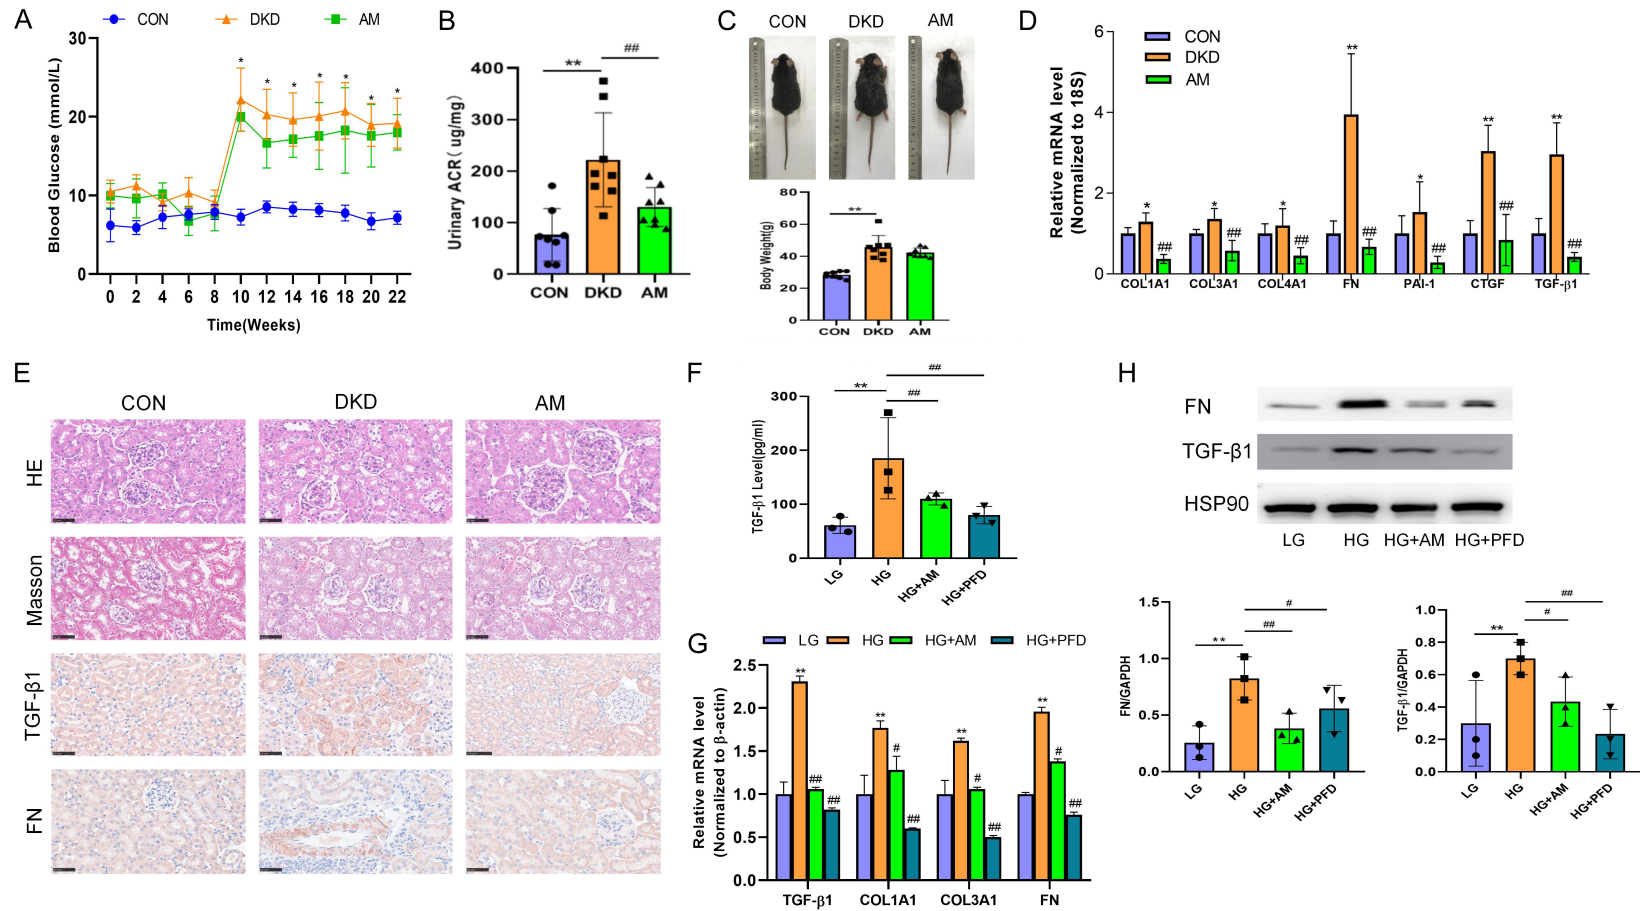 A
CON
DKD
AM
Blood Glucose (mmol/L)
30
20
10
0
* * * * * * *
0 2 4 6 8 10 12 14 16 18 20 22
Time(Weeks)
B
Urinary ACR( ug/mg)
400
300
200
100
0
**
##
CON DKD AM
C
CON DKD AM
Body Weight(g)
80
60
40
20
0
**
CON DKD AM
D
CON
DKD
AM
Relative mRNA level
(Normalized to 18S)
6
4
2
0
* ## * ## * ## ** ## * ## ** ## ** ##
COL1A1 COL3A1 COL4A1 FN PAI-1 CTGF TGF-β1
E
CON DKD AM
HE
Masson
TGF-β1
FN
F
TGF-β1 Level(pg/ml)
300
200
100
0
##
**
##
LG HG HG+AM HG+PFD
G
LG HG HG+AM HG+PFD
Relative mRNA level
(Normalized to β-actin)
2.5
2.0
1.5
1.0
0.5
0.0
** ## ## ** # ## ** # ## ** # ##
TGF-β1 COL1A1 COL3A1 FN
H
FN
TGF-β1
HSP90
LG HG HG+AM HG+PFD
FN/GAPDH
1.5
1.0
0.5
0.0
#
##
**
LG HG HG+AM HG+PFD
TGF-β1/GAPDH
1.0
0.8
0.6
0.4
0.2
0.0
##
#
**
LG HG HG+AM HG+PFD